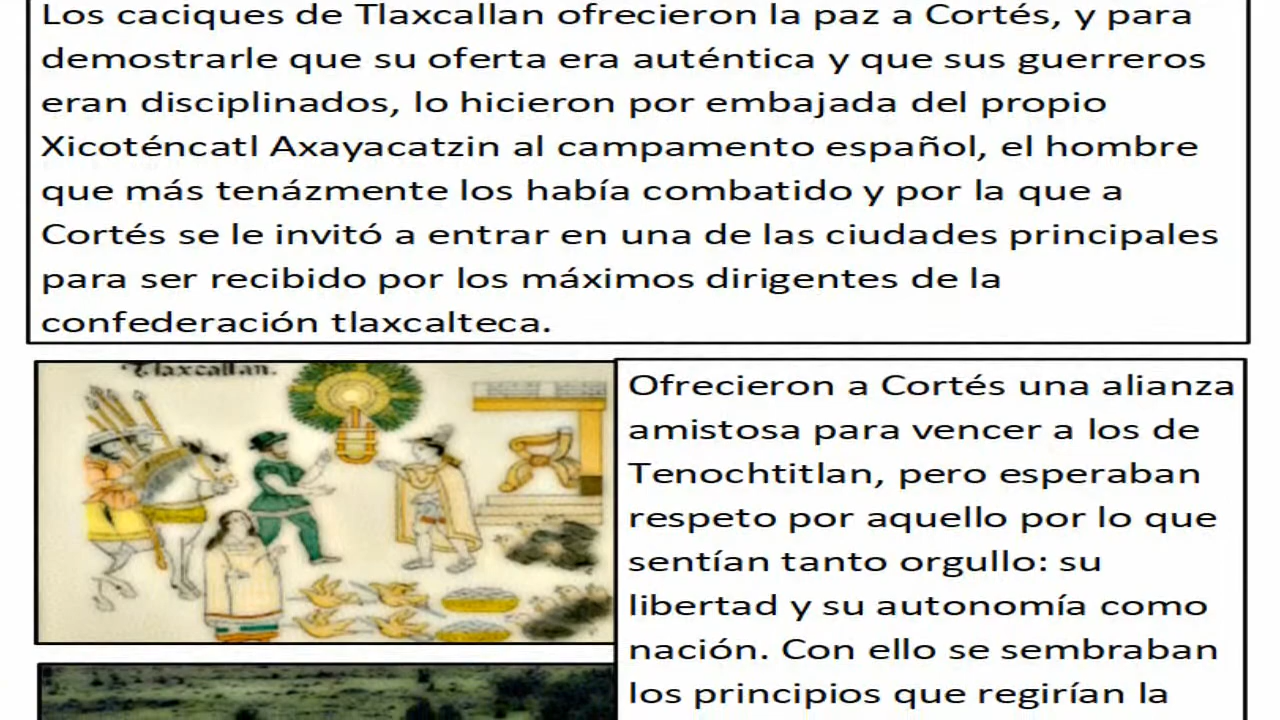 Los caciques de Tlaxcallan ofrecieron la paz a Cortés, y para
demostrarle que su oferta era auténtica y que sus guerreros
eran disciplinados, lo hicieron por embajada del propio
Xicoténcatl Axayacatzin al campamento español, el hombre
que más tenázmente los había combatido y por la que a
Cortés se le invitó a entrar en una de las ciudades principales
para ser recibido por los máximos dirigentes de la
confederación tlaxcalteca.
Tlaxcallan.
Ofrecieron a Cortés una alianza
amistosa para vencer a los de
Tenochtitlan, pero esperaban
respeto por aquello por lo que
sentían tanto orgullo: su
libertad y su autonomía como
nación. Con ello se sembraban
los principios que regirían la